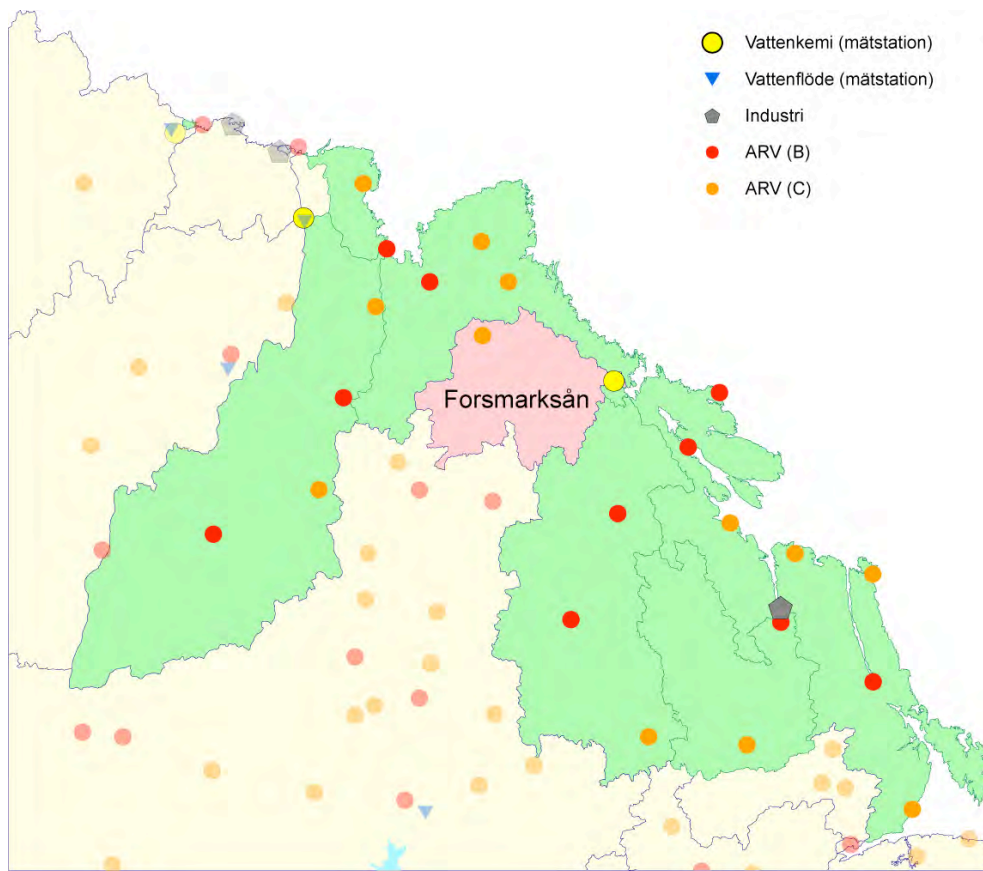 Vattenkemi (mätstation)
Vattenflöde (mätstation)
Industri
ARV (B)
ARV (C)
Forsmarksån